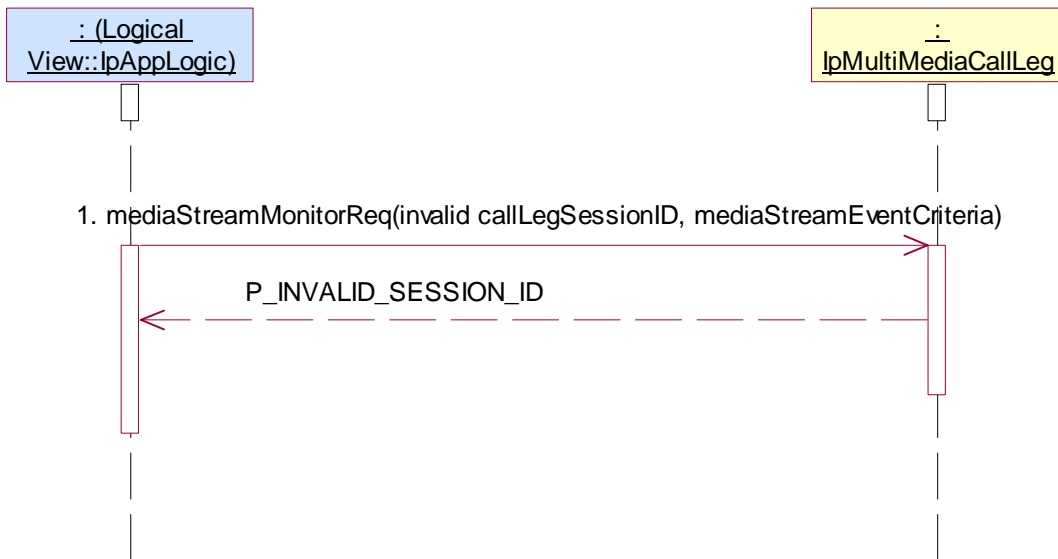 : (Logical
View::IpAppLogic)
:
IpMultiMediaCallLeg
1. mediaStreamMonitorReq(invalid callLegSessionID, mediaStreamEventCriteria)
P_INVALID_SESSION_ID